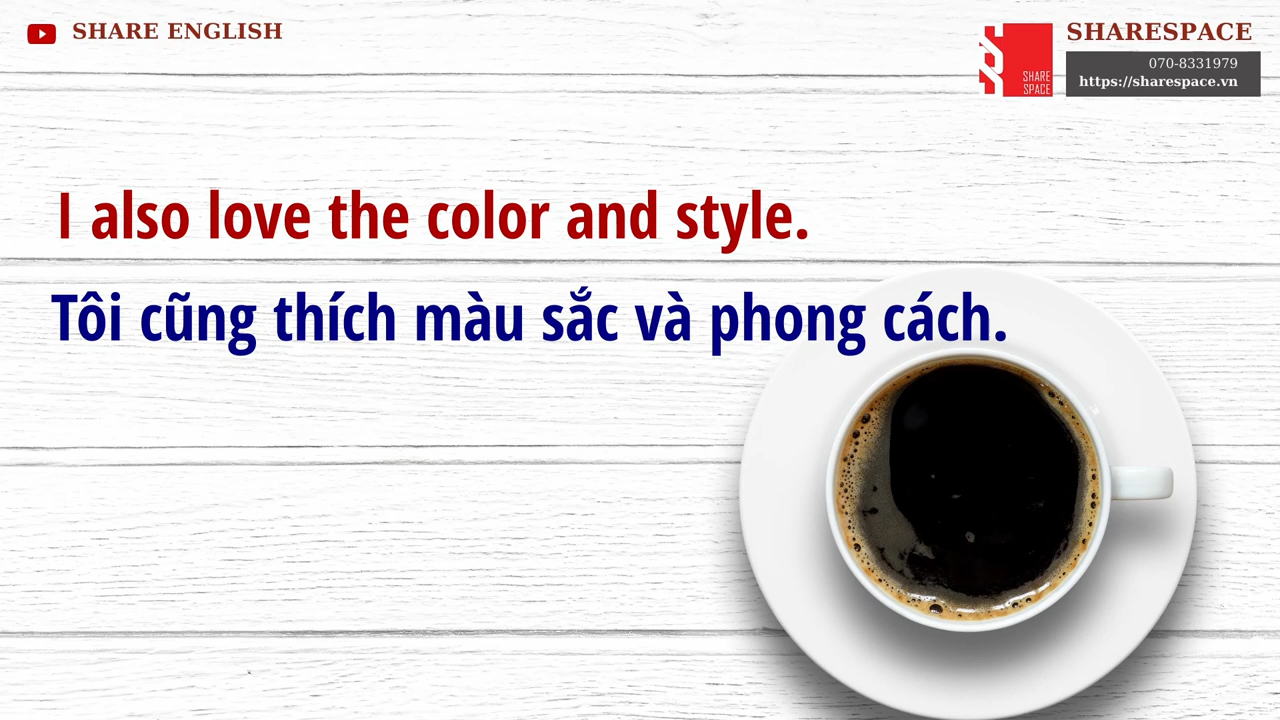 SHARE ENGLISH
SHARESPACE
070-8331979
https://sharespace.vn
SHARE
SPACE
I also love the color and style.
Tôi cũng thích màu sắc và phong cách.